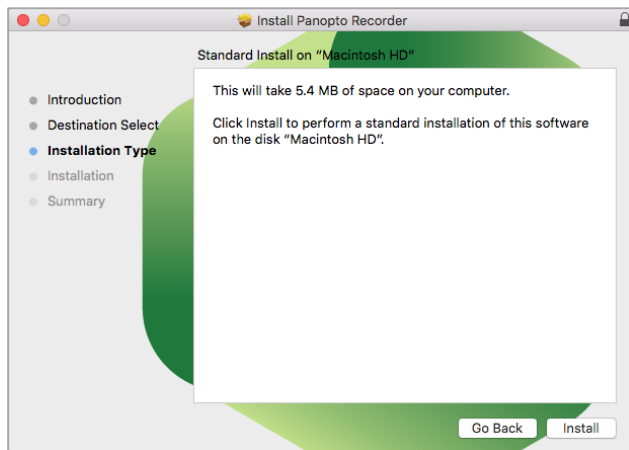 Install Panopto Recorder
Standard Install on “Macintosh HD”
Introduction
Destination Select
Installation Type
Installation
Summary
This will take 5.4 MB of space on your computer.
Click Install to perform a standard installation of this software
on the disk “Macintosh HD”.
Go Back
Install